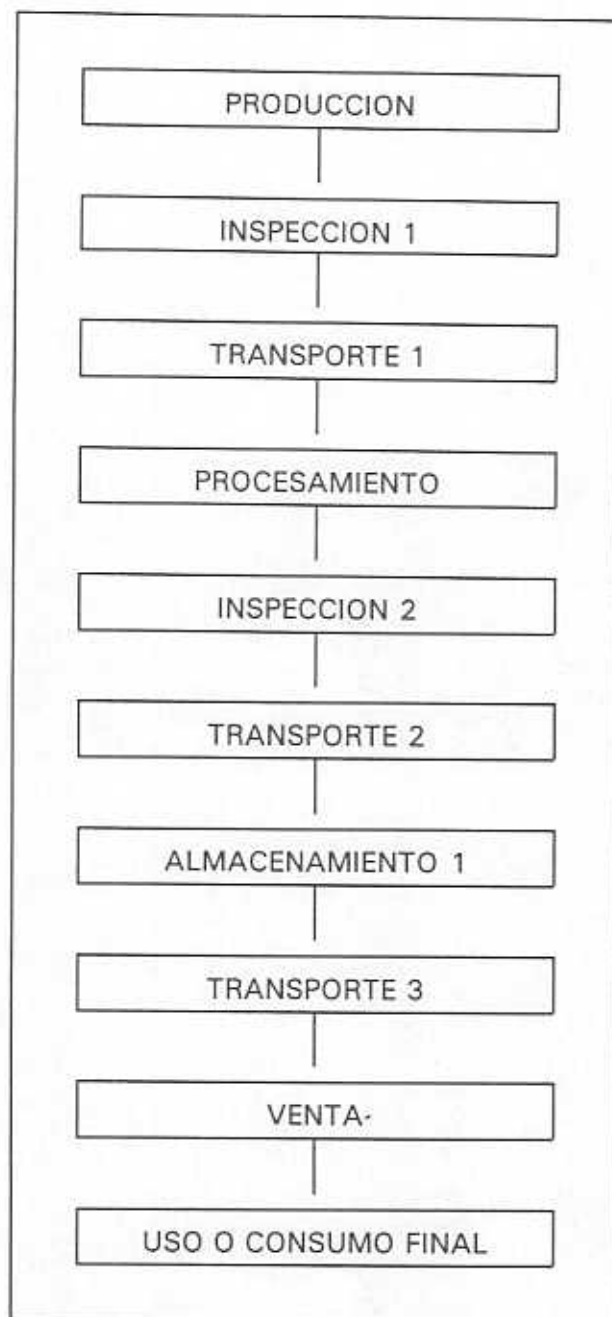 PRODUCCION
INSPECCION 1
TRANSPORTE 1
PROCESAMIENTO
INSPECCION 2
TRANSPORTE 2
ALMACENAMIENTO 1
TRANSPORTE 3
VENTA-
USO O CONSUMO FINAL